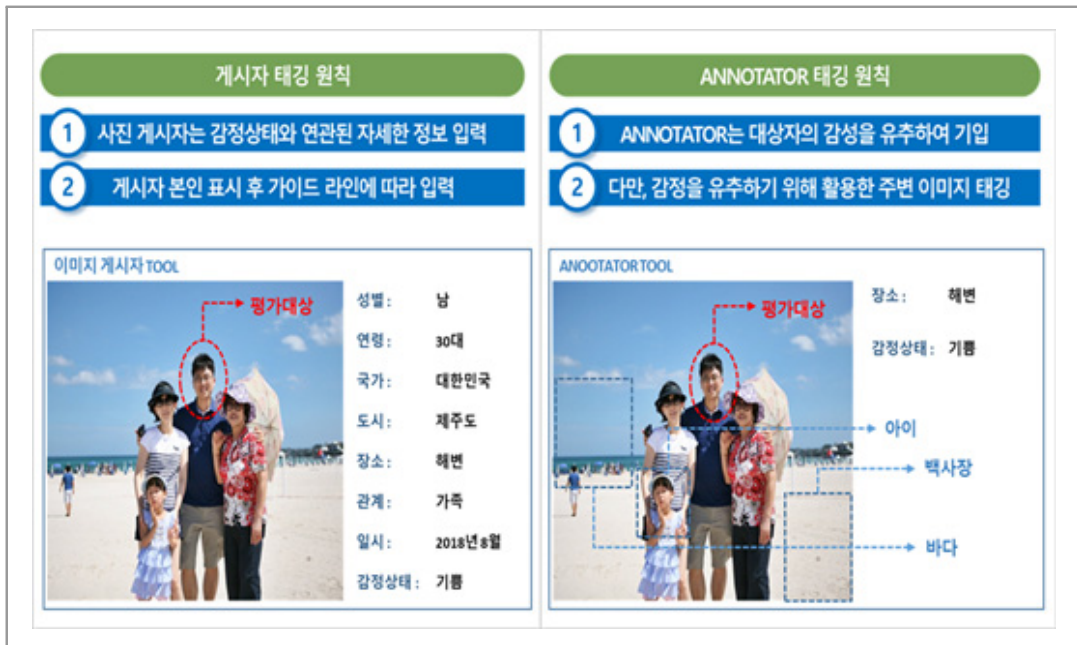 게시자 태깅 원칙
1 사진 게시자는 감정상태와 연관된 자세한 정보 입력
2 게시자 본인 표시 후 가이드 라인에 따라 입력
이미지 게시자 TOOL
평가대상
성별 : 남
연령 : 30대
국가 : 대한민국
도시 : 제주도
장소 : 해변
관계 : 가족
일시 : 2018년 8월
감정상태 : 기쁨
ANNOTATOR 태깅 원칙
1 ANNOTATOR는 대상자의 감성을 유추하여 기입
2 다만, 감정을 유추하기 위해 활용한 주변 이미지 태깅
ANOOTATOR TOOL
평가대상
장소 : 해변
감정상태 : 기쁨
아이
백사장
바다